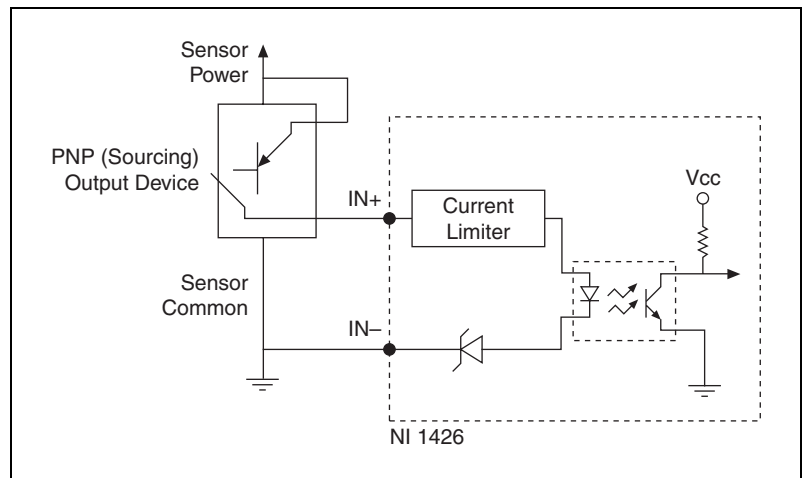 Sensor
Power
PNP (Sourcing)
Output Device
IN+
Current
Limiter
Vcc
Sensor
Common
IN–
NI 1426